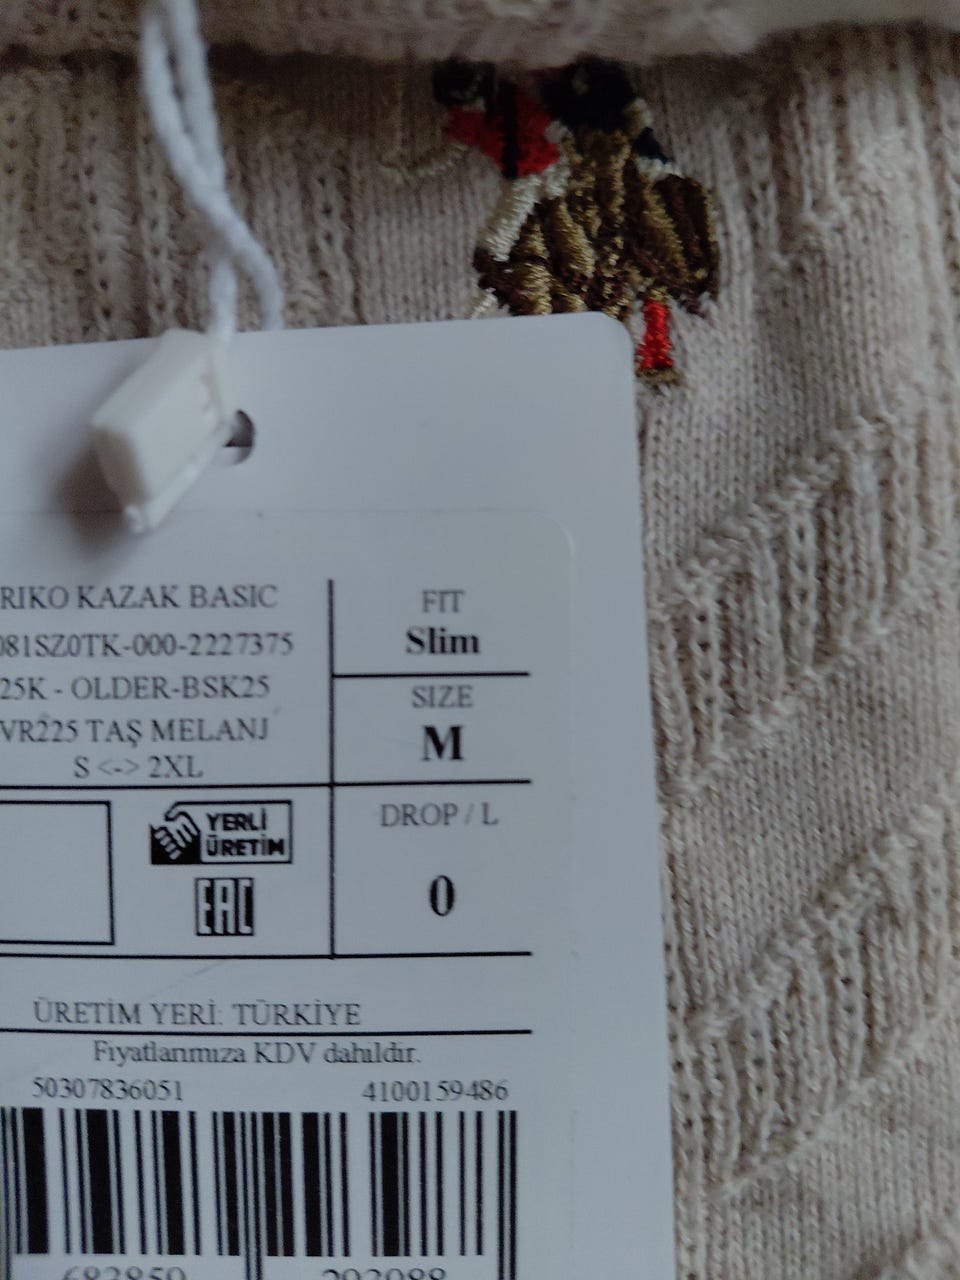 RIKO KAZAK BASIC
081SZ0TK-000-2227375
25K - OLDER-BSK25
VR225 TAŞ MELANJ
S <-> 2XL
FIT
Slim
SIZE
M
YERLİ
ÜRETİM
EAC
DROP / L
0
ÜRETİM YERİ: TÜRKİYE
Fiyatlarımıza KDV dahildir.
50307836051 4100159486